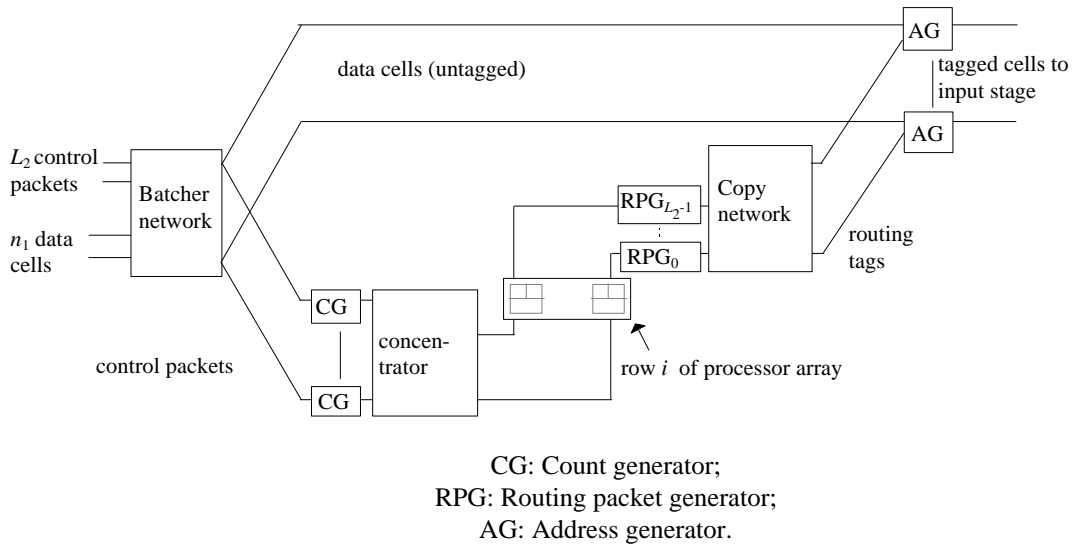 AG
data cells (untagged)
tagged cells to
input stage
AG
L₂ control
packets
Batcher
network
n₁ data
cells
RPG_{L₂-1}
RPG₀
Copy
network
routing
tags
CG
concen-
trator
CG
control packets
row i of processor array
CG: Count generator;
RPG: Routing packet generator;
AG: Address generator.